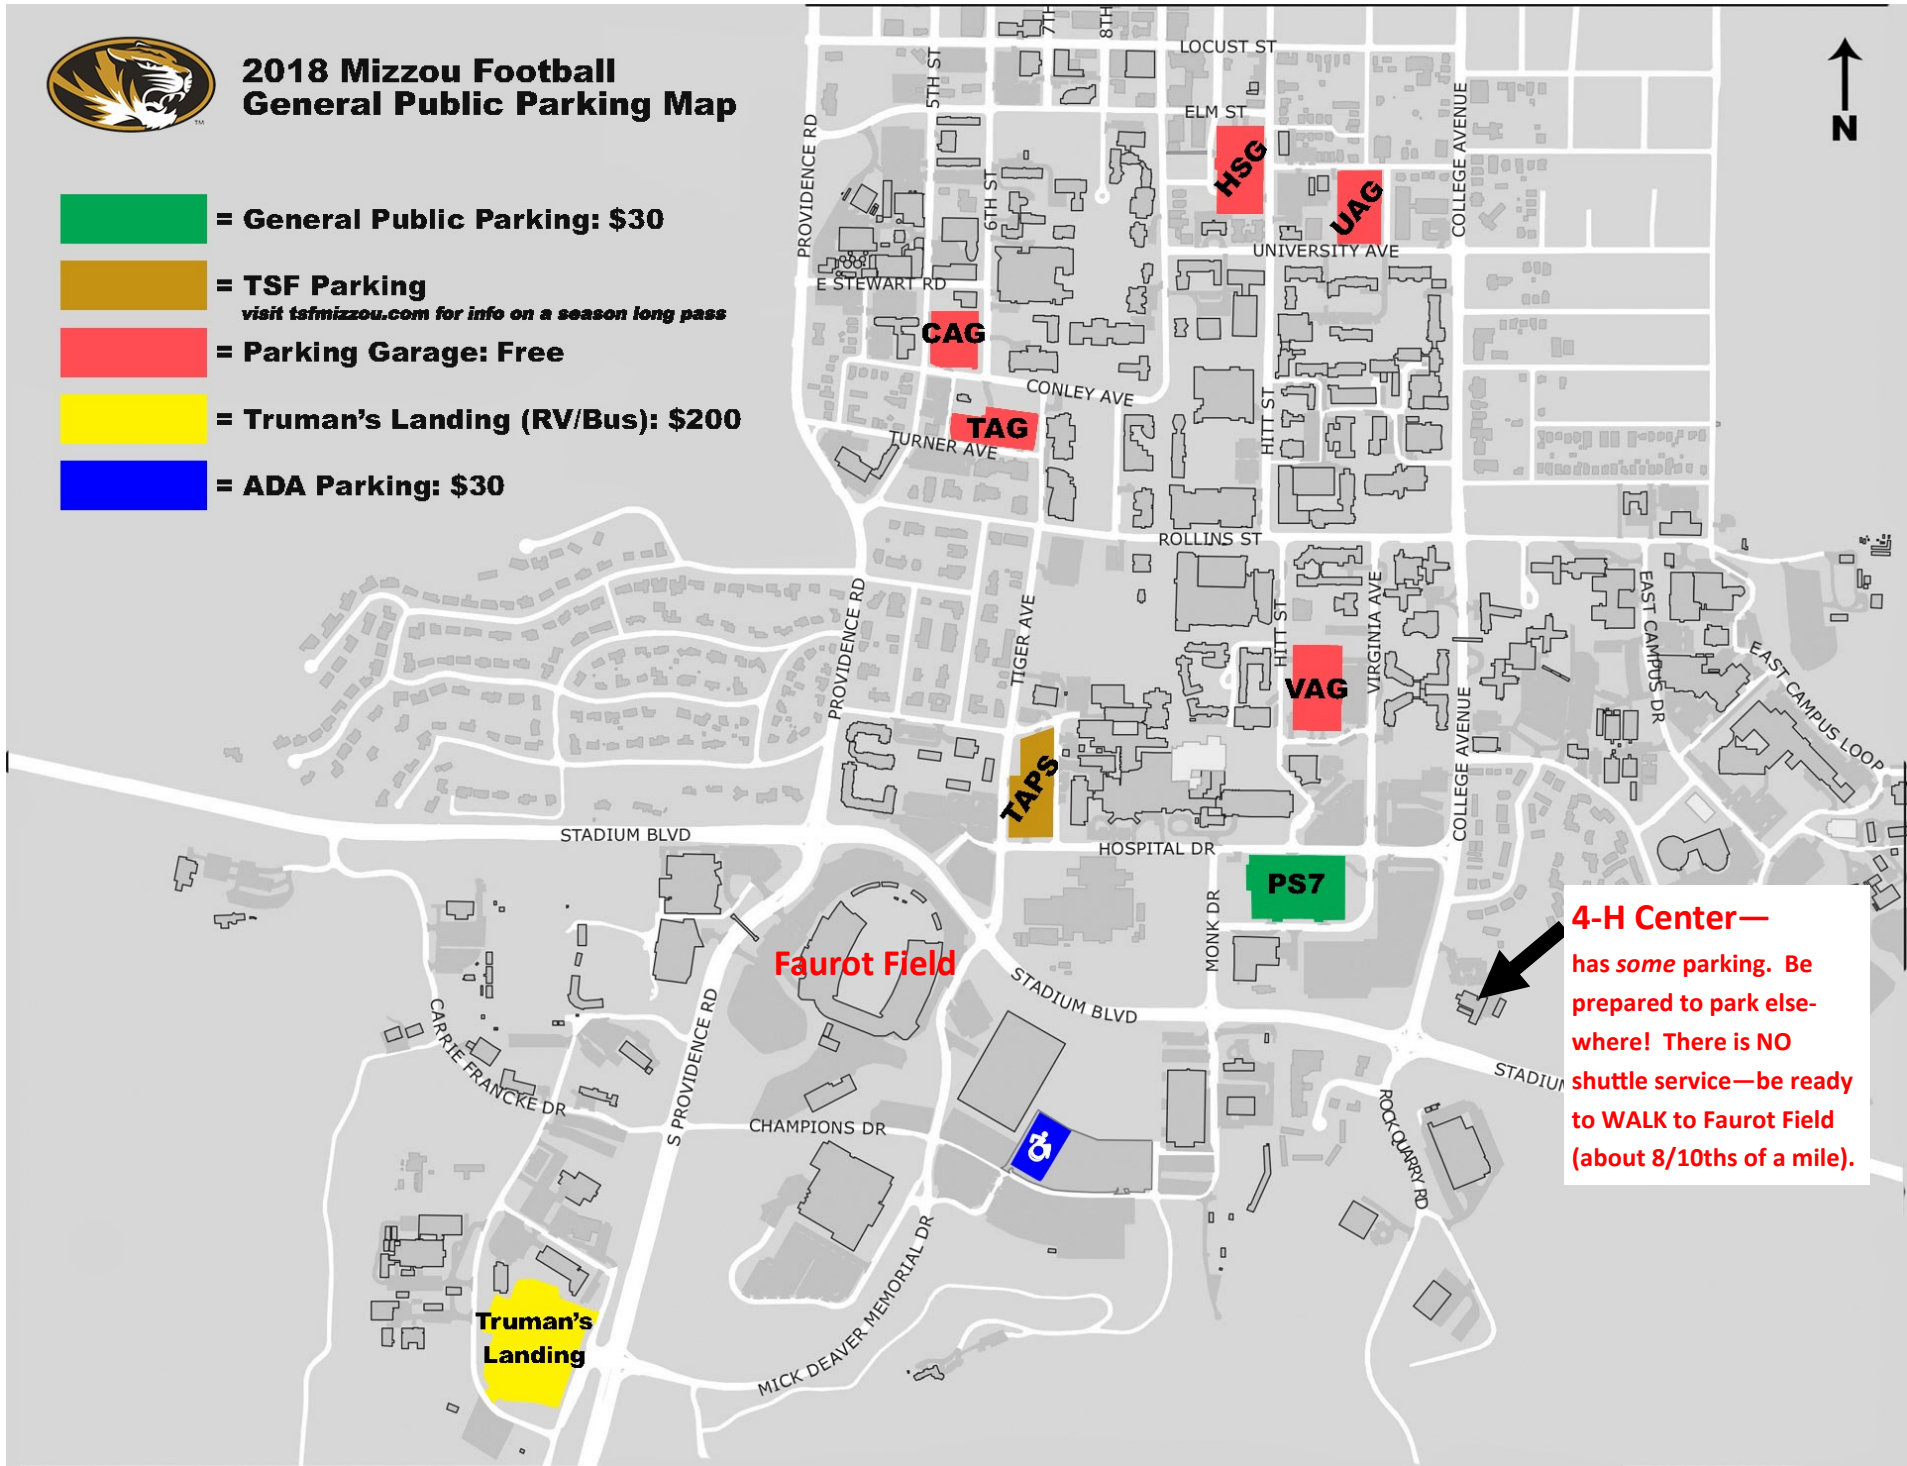 2018 Mizzou Football
General Public Parking Map
TM
= General Public Parking: $30
= TSF Parking
visit tsfmizzou.com for info on a season long pass
= Parking Garage: Free
= Truman's Landing (RV/Bus): $200
= ADA Parking: $30
N
7TH
8TH
LOCUST ST
5TH ST
ELM ST
COLLEGE AVENUE
PROVIDENCE RD
HSG
6TH ST
UAG
UNIVERSITY AVE
E STEWART RD
CAG
CONLEY AVE
HITT ST
TAG
TURNER AVE
ROLLINS ST
PROVIDENCE RD
TIGER AVE
HITT ST
VIRGINIA AVE
EAST CAMPUS DR
EAST CAMPUS LOOP
VAG
COLLEGE AVENUE
TAPS
STADIUM BLVD
HOSPITAL DR
PS7
MONK DR
Faurot Field
STADIUM BLVD
4-H Center—
has some parking. Be
prepared to park else-
where! There is NO
shuttle service—be ready
to WALK to Faurot Field
(about 8/10ths of a mile).
STADIU
CARRIE FRANCKE DR
S PROVIDENCE RD
CHAMPIONS DR
ROCK QUARRY RD
MICK DEAVER MEMORIAL DR
Truman's
Landing